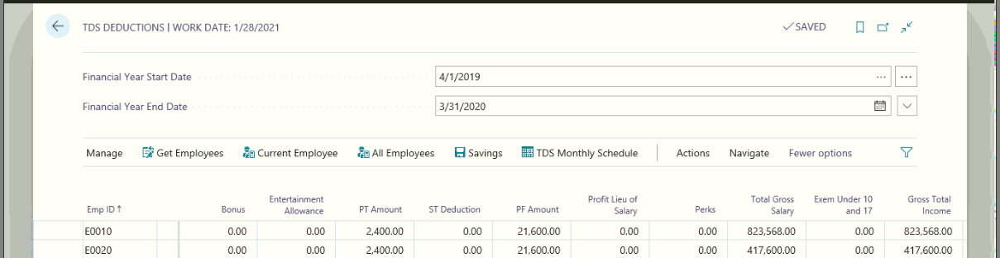 TDS DEDUCTIONS | WORK DATE: 1/28/2021 SAVED
Financial Year Start Date 4/1/2019
Financial Year End Date 3/31/2020
Manage Get Employees Current Employee All Employees Savings TDS Monthly Schedule Actions Navigate Fewer options
Emp ID ↑ Bonus Entertainment Allowance PT Amount ST Deduction PF Amount Profit Lieu of Salary Perks Total Gross Salary Exem Under 10 and 17 Gross Total Income
E0010 0.00 0.00 2,400.00 0.00 21,600.00 0.00 0.00 823,568.00 0.00 823,568.00
E0020 0.00 0.00 2,400.00 0.00 21,600.00 0.00 0.00 417,600.00 0.00 417,600.00